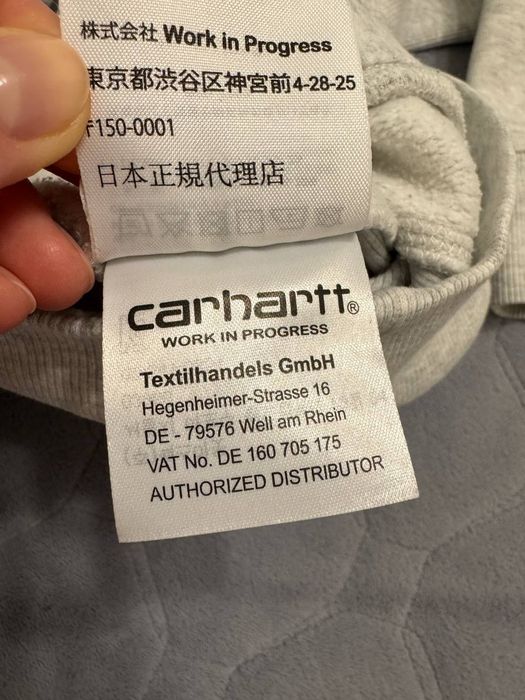 株式会社 Work in Progress
東京都渋谷区神宮前4-28-25
〒150-0001
日本正規代理店
carhartt®
WORK IN PROGRESS
Textilhandels GmbH
Hegenheimer-Strasse 16
DE - 79576 Weil am Rhein
VAT No. DE 160 705 175
AUTHORIZED DISTRIBUTOR